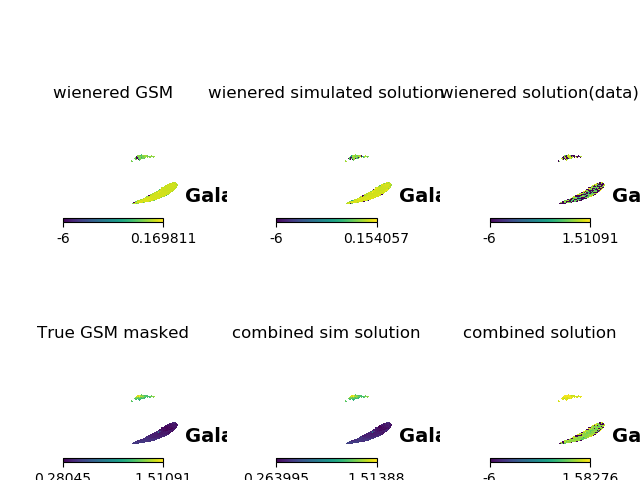 wienered GSM wienered simulated solution wienered solution(data)
Gala Gala Ga
-6 0.169811 -6 0.154057 -6 1.51091
True GSM masked combined sim solution combined solution
Gala Gala Ga
0.28045 1.51091 0.263995 1.51388 -6 1.58276